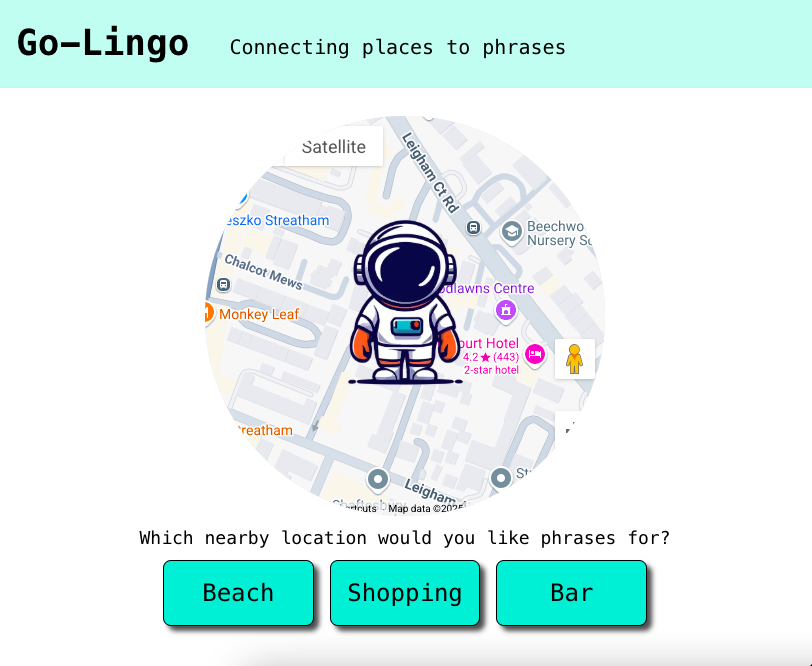 Go-Lingo
Connecting places to phrases
Satellite
Leigham Ct Rd
eszko Streatham
Beechwo
Nursery Sc
Chalcot Mews
odlawns Centre
Monkey Leaf
ourt Hotel
4.2★(443)
2-star hotel
reatham
St
Leigham
rtcuts
Map data ©2025
Which nearby location would you like phrases for?
Beach
Shopping
Bar